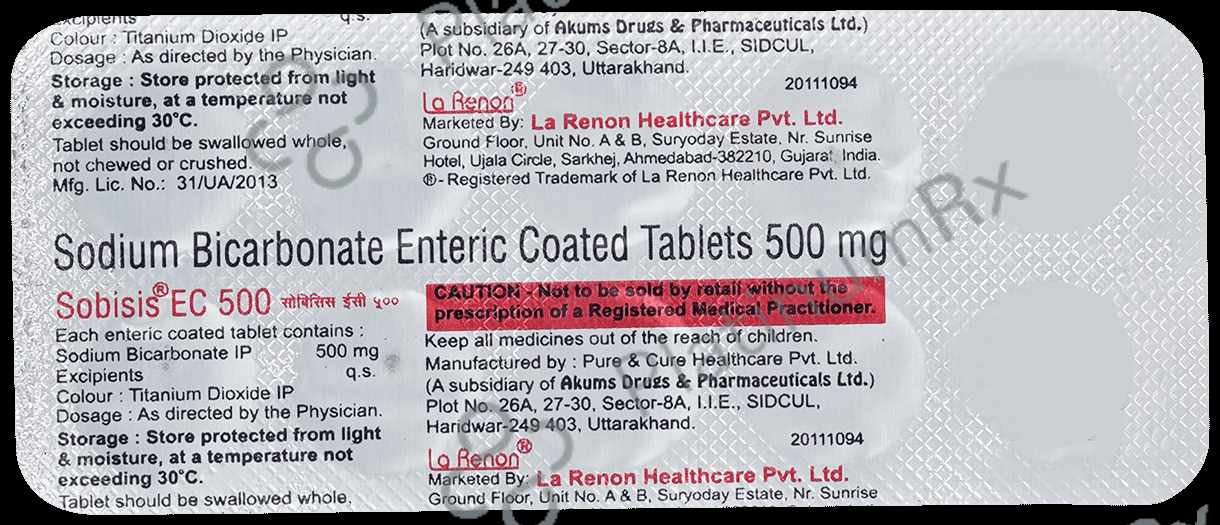 Excipients q.s.
Colour : Titanium Dioxide IP
Dosage : As directed by the Physician.
Storage : Store protected from light
& moisture, at a temperature not
exceeding 30°C.
Tablet should be swallowed whole,
not chewed or crushed.
Mfg. Lic. No.: 31/UA/2013
(A subsidiary of Akums Drugs & Pharmaceuticals Ltd.)
Plot No. 26A, 27-30, Sector-8A, I.I.E., SIDCUL,
Haridwar-249 403, Uttarakhand.
20111094
La Renon®
Marketed By: La Renon Healthcare Pvt. Ltd.
Ground Floor, Unit No. A & B, Suryoday Estate, Nr. Sunrise
Hotel, Ujala Circle, Sarkhej, Ahmedabad-382210, Gujarat, India.
®- Registered Trademark of La Renon Healthcare Pvt. Ltd.
Sodium Bicarbonate Enteric Coated Tablets 500 mg
Sobisis® EC 500 सोबिसिस ईसी ५००
Each enteric coated tablet contains :
Sodium Bicarbonate IP 500 mg
Excipients q.s.
Colour : Titanium Dioxide IP
Dosage : As directed by the Physician.
Storage : Store protected from light
& moisture, at a temperature not
exceeding 30°C.
Tablet should be swallowed whole,
CAUTION - Not to be sold by retail without the
prescription of a Registered Medical Practitioner.
Keep all medicines out of the reach of children.
Manufactured by : Pure & Cure Healthcare Pvt. Ltd.
(A subsidiary of Akums Drugs & Pharmaceuticals Ltd.)
Plot No. 26A, 27-30, Sector-8A, I.I.E., SIDCUL,
Haridwar-249 403, Uttarakhand.
20111094
La Renon®
Marketed By: La Renon Healthcare Pvt. Ltd.
Ground Floor, Unit No. A & B, Suryoday Estate, Nr. Sunrise
PlatinumRx